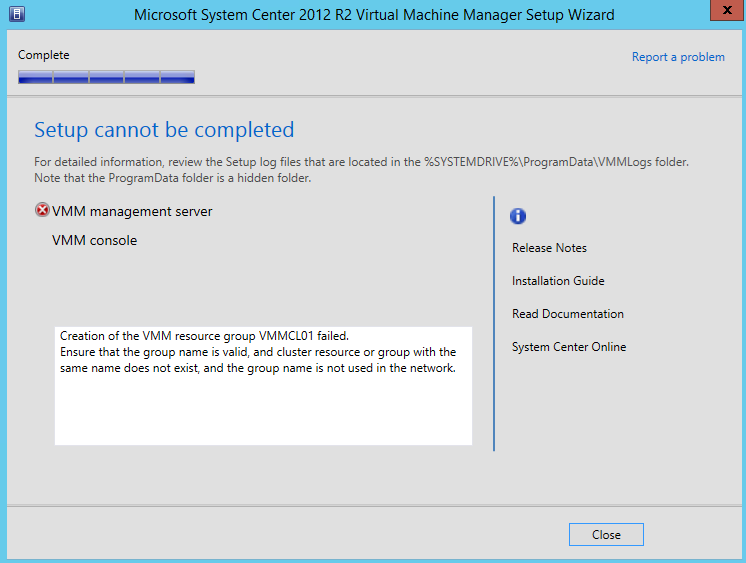 Microsoft System Center 2012 R2 Virtual Machine Manager Setup Wizard
x
Complete
Report a problem
Setup cannot be completed
For detailed information, review the Setup log files that are located in the %SYSTEMDRIVE%\ProgramData\VMMLogs folder.
Note that the ProgramData folder is a hidden folder.
VMM management server
VMM console
Creation of the VMM resource group VMMCL01 failed.
Ensure that the group name is valid, and cluster resource or group with the
same name does not exist, and the group name is not used in the network.
Release Notes
Installation Guide
Read Documentation
System Center Online
Close